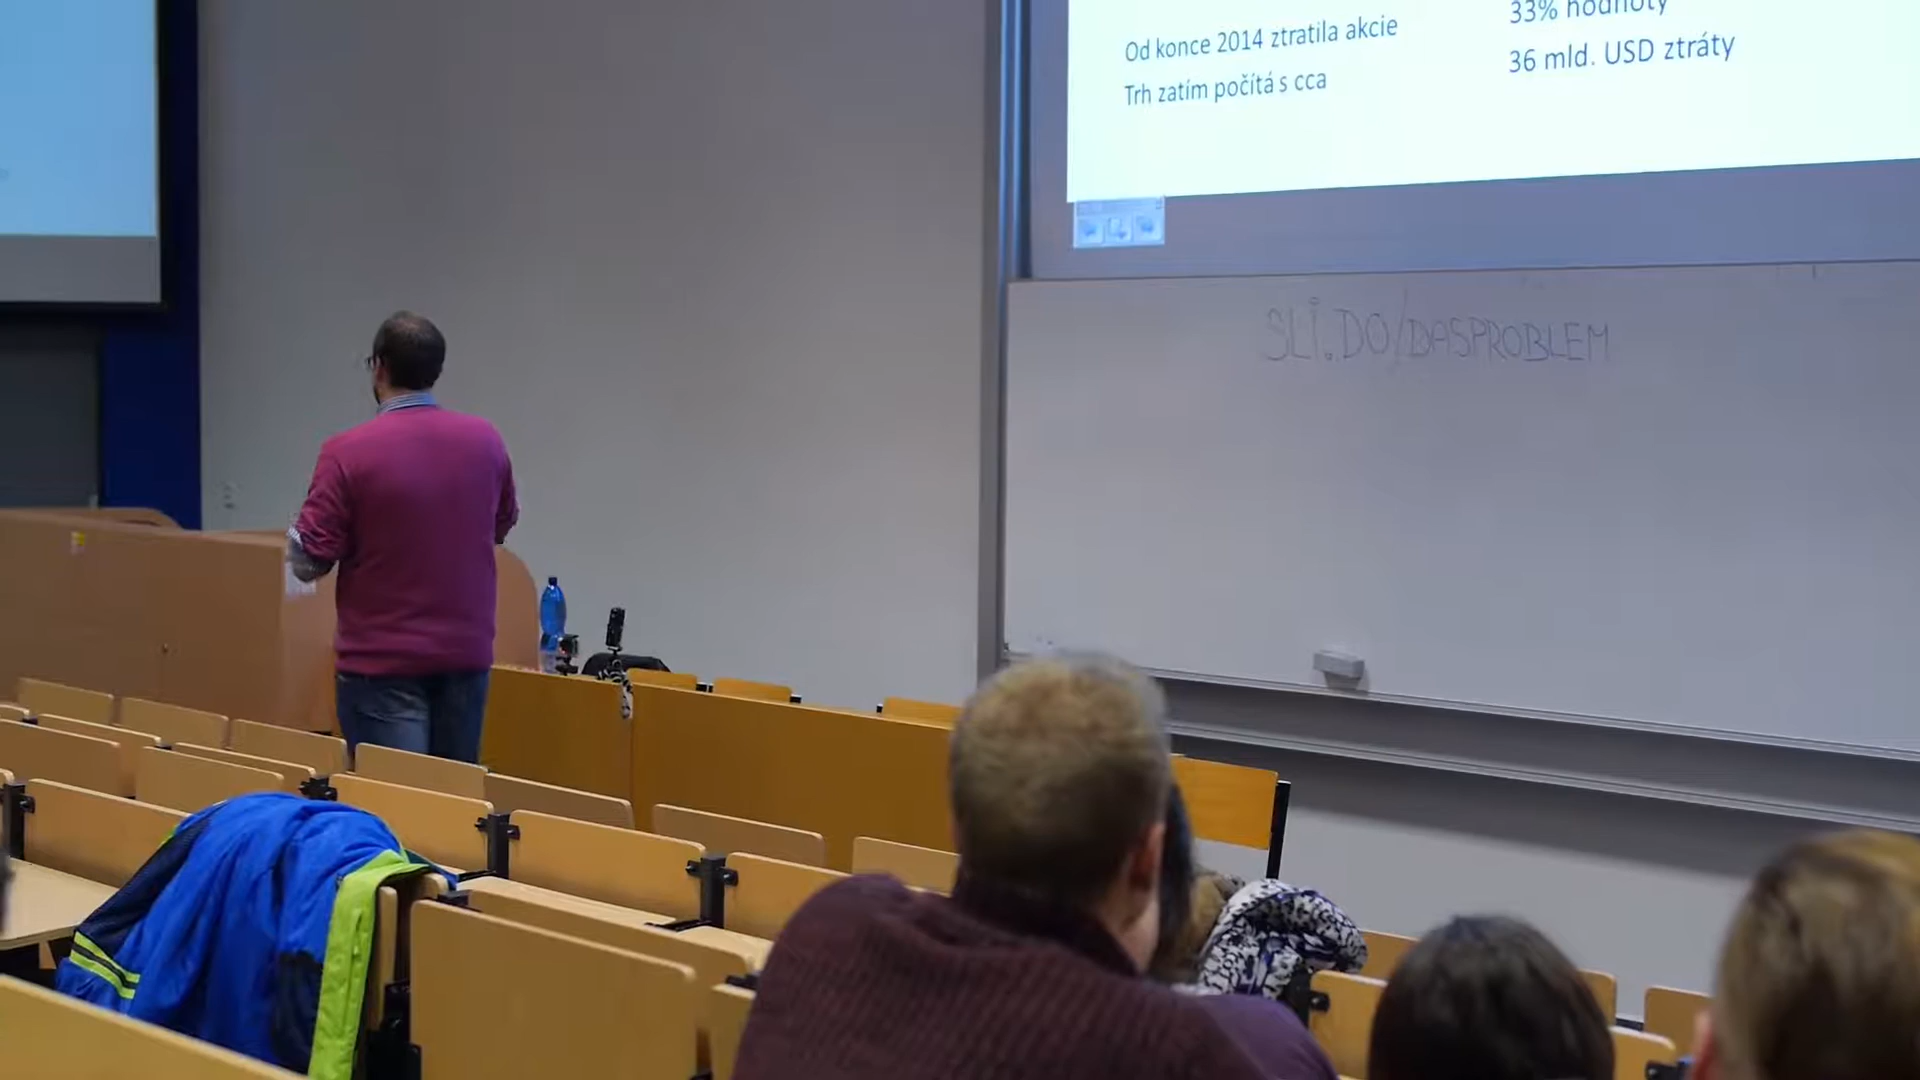 33% hodnoty
Od konce 2014 ztratila akcie
36 mld. USD ztráty
Trh zatím počítá s cca
SLI.DO/DASPROBLEM